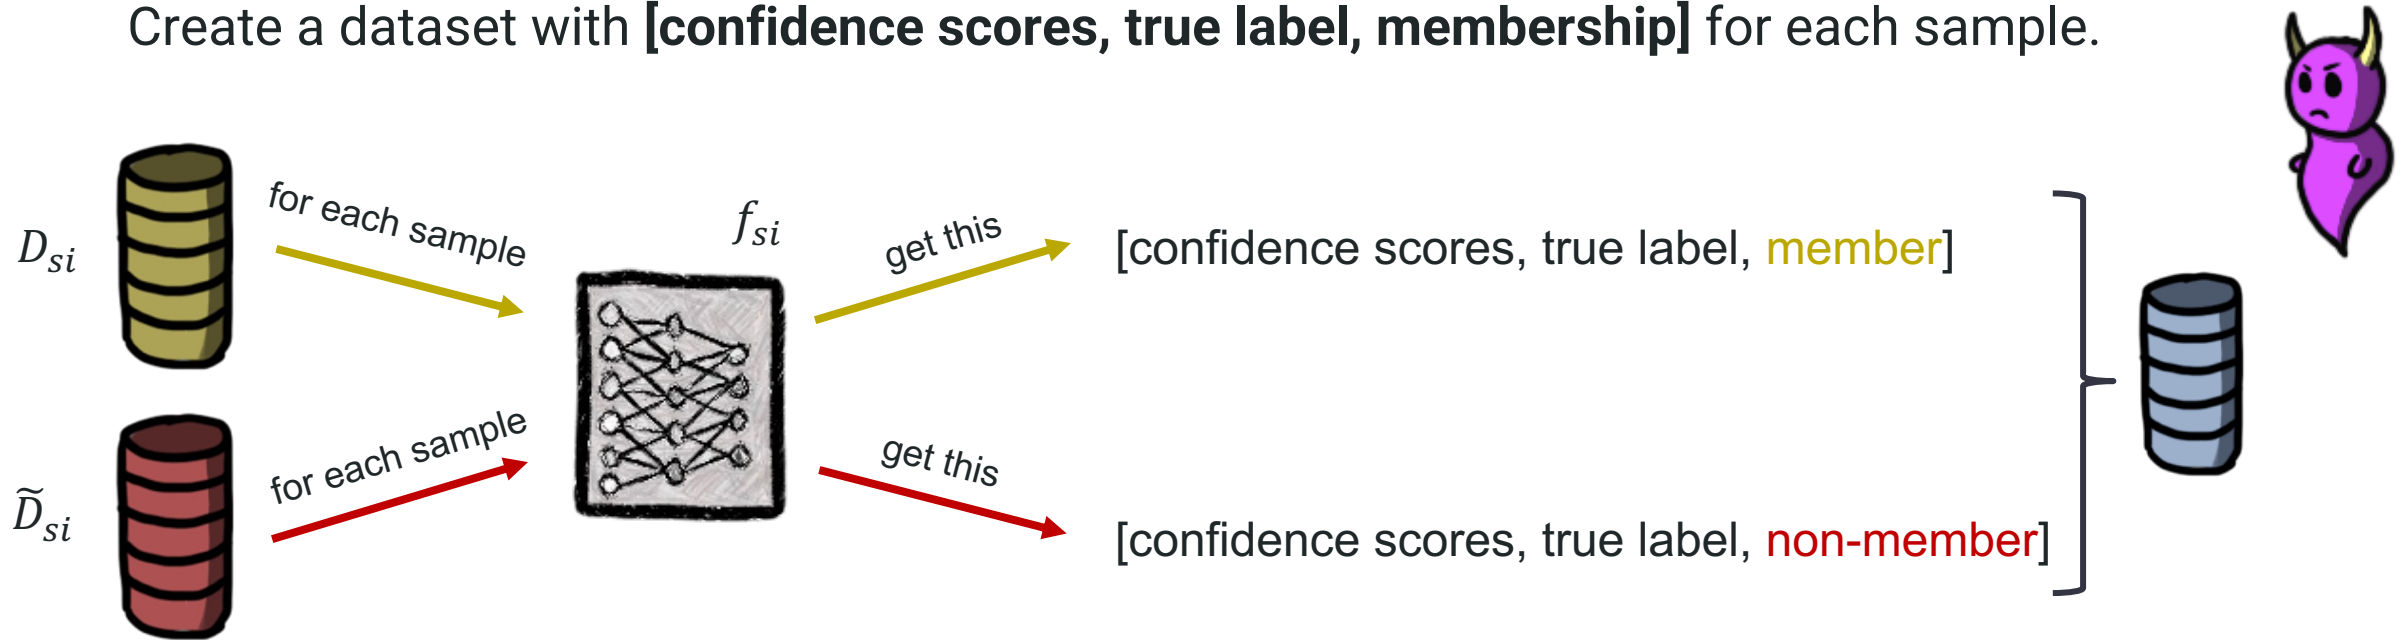 Create a dataset with [confidence scores, true label, membership] for each sample.
for each sample
f_si
get this
D_si
[confidence scores, true label, member]
for each sample
get this
D̃_si
[confidence scores, true label, non-member]